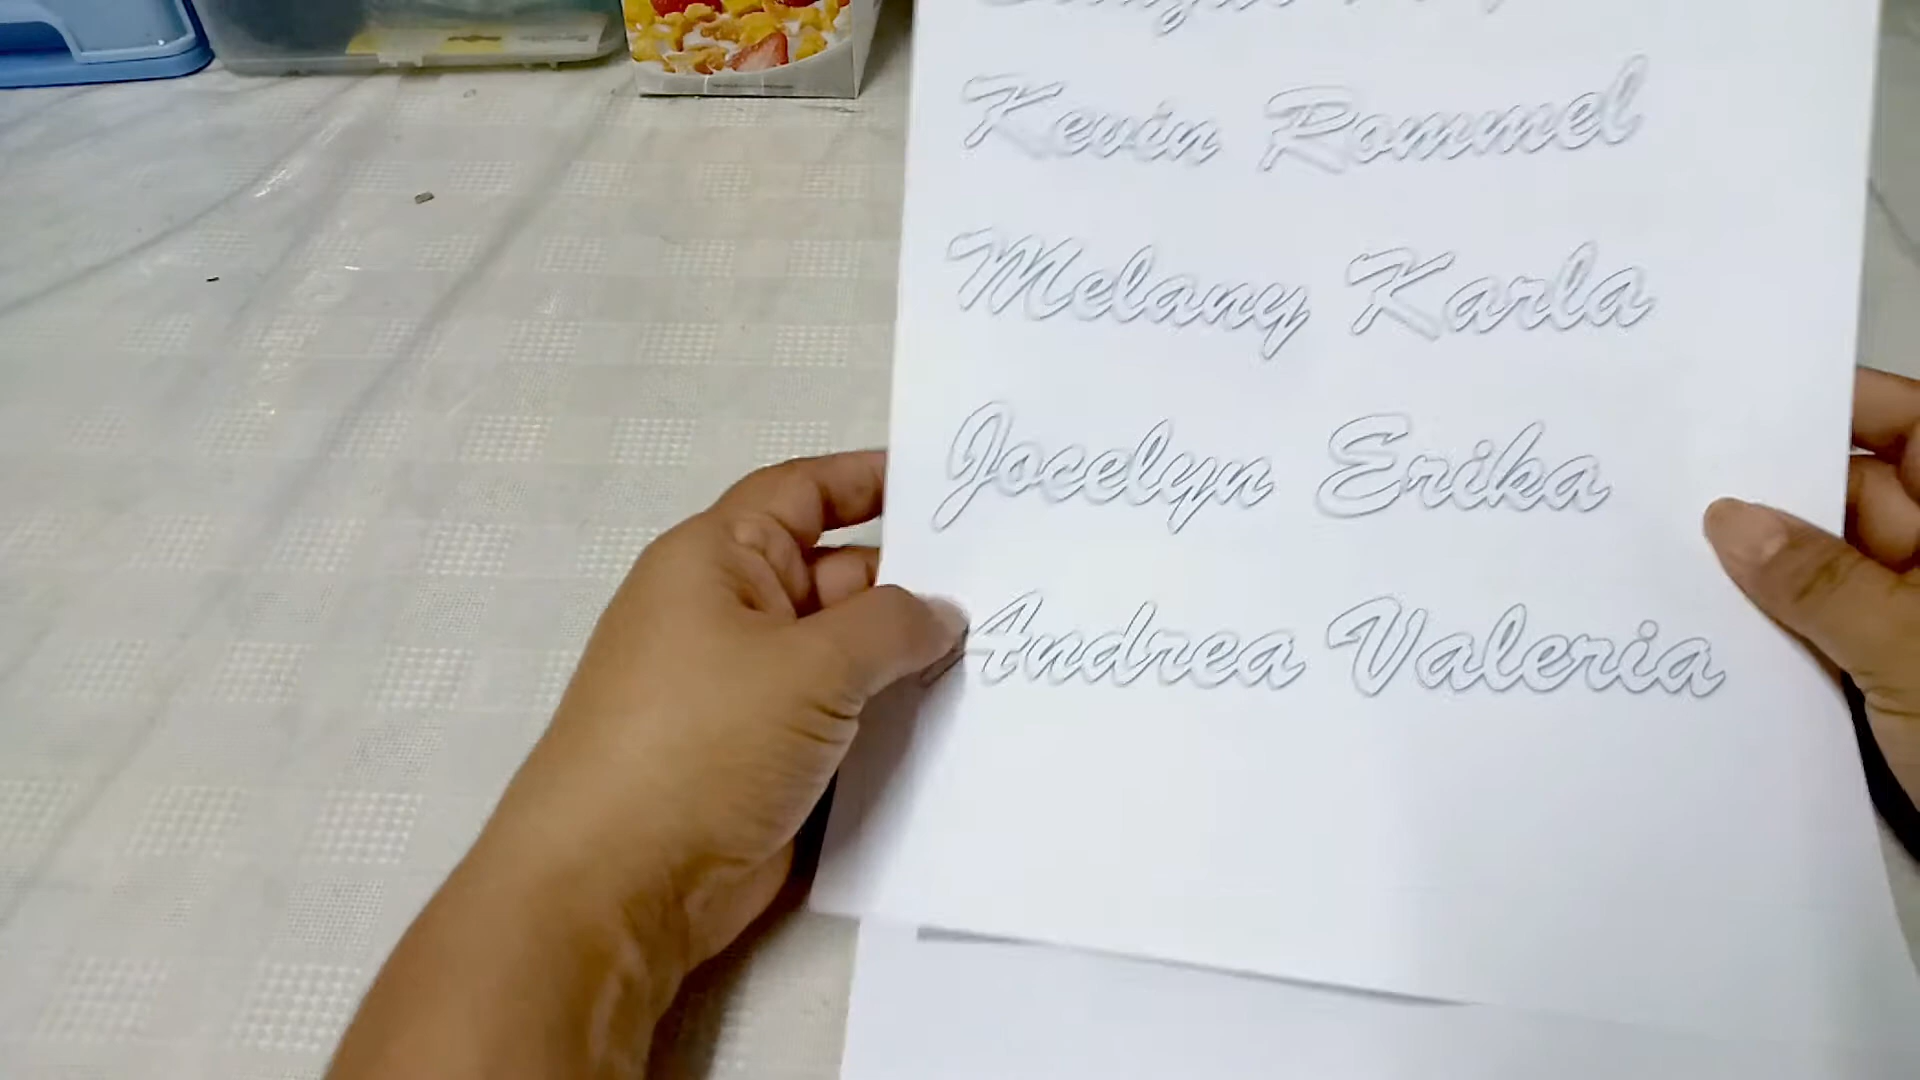 Kevin Rommel
Melany Karla
Jocelyn Erika
Andrea Valeria